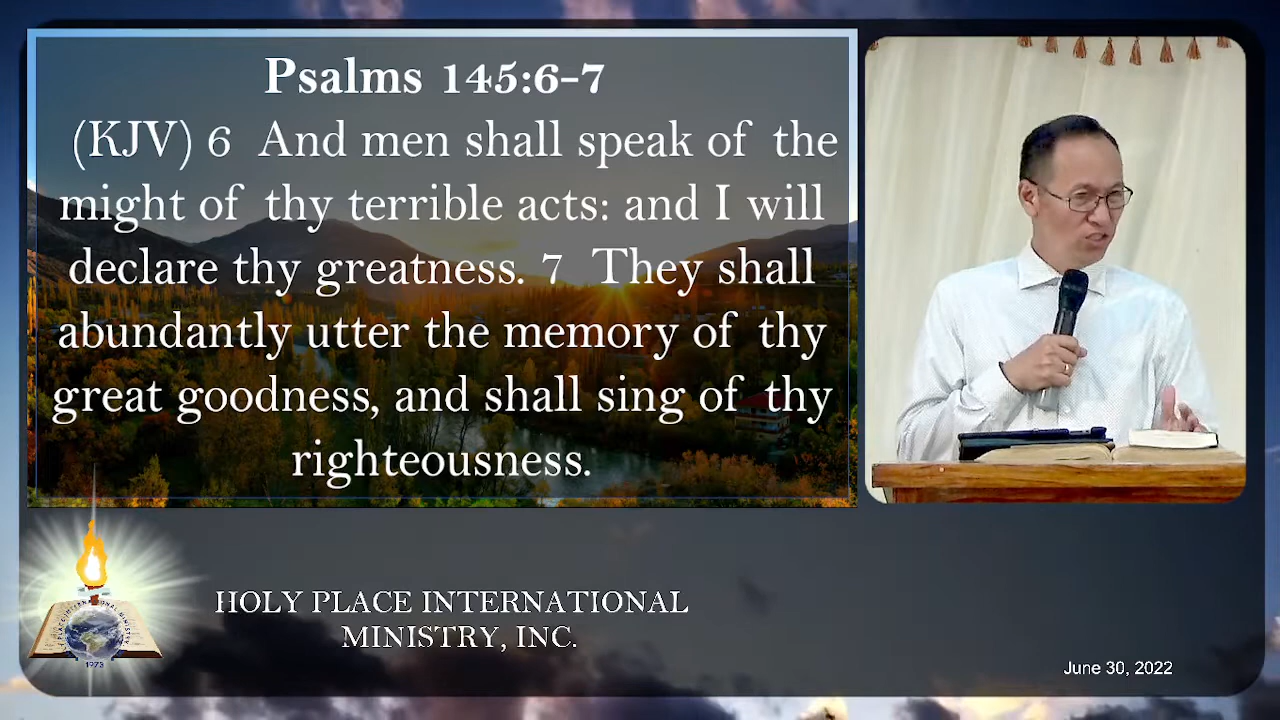 Psalms 145:6-7
(KJV) 6 And men shall speak of the
might of thy terrible acts: and I will
declare thy greatness. 7 They shall
abundantly utter the memory of thy
great goodness, and shall sing of thy
righteousness.
1973
HOLY PLACE INTERNATIONAL
MINISTRY, INC.
June 30, 2022